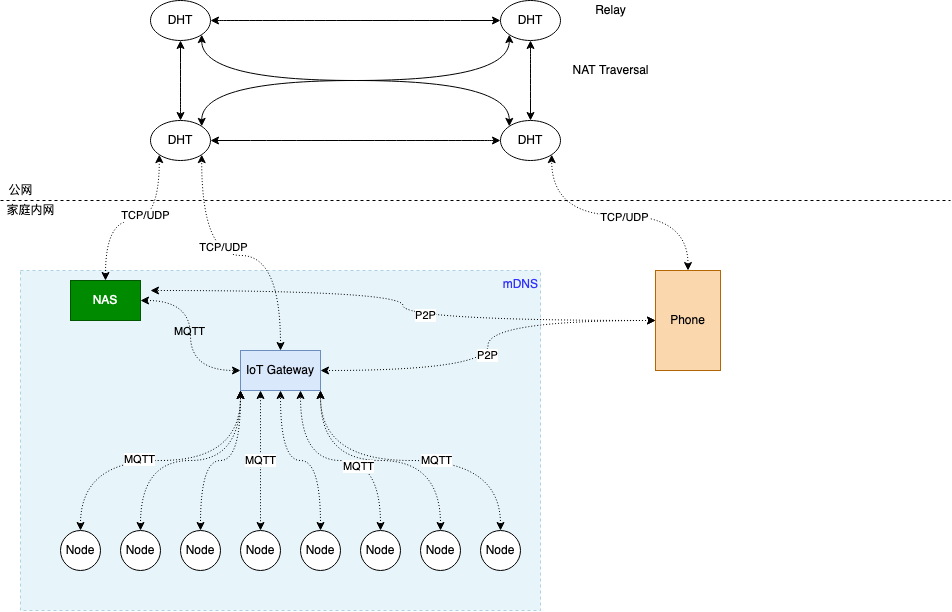 DHT
DHT
Relay
NAT Traversal
DHT
DHT
公网
家庭内网
TCP/UDP
TCP/UDP
TCP/UDP
mDNS
NAS
P2P
Phone
MQTT
P2P
IoT Gateway
MQTT
MQTT
MQTT
MQTT
Node
Node
Node
Node
Node
Node
Node
Node